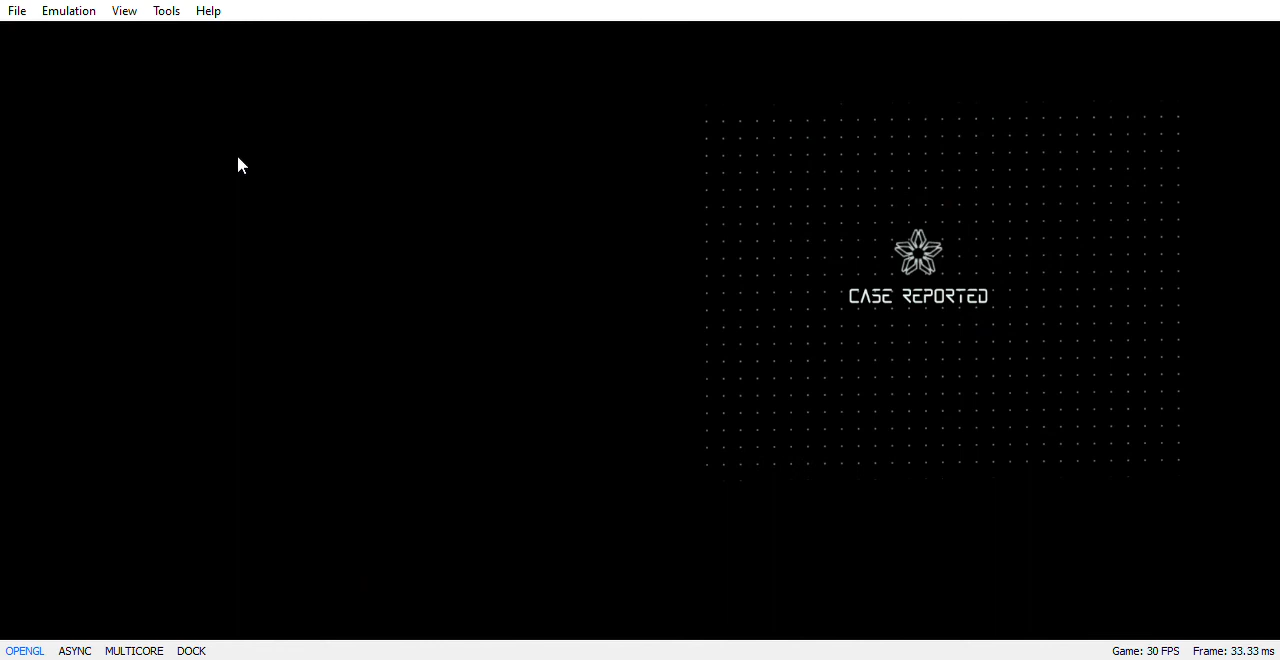 File Emulation View Tools Help
CASE REPORTED
OPENGL ASYNC MULTICORE DOCK Game: 30 FPS Frame: 33.33 ms